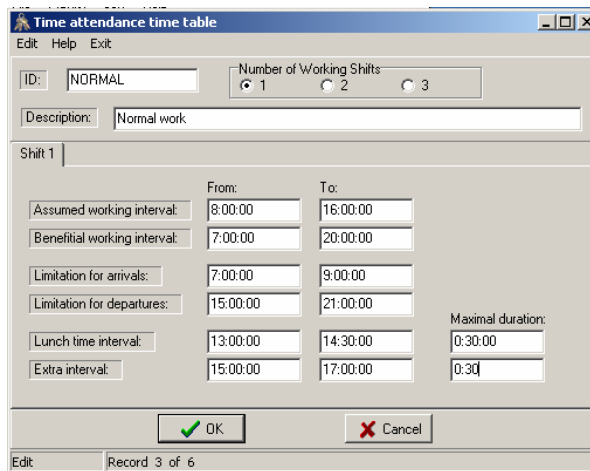 Time attendance time table
Edit Help Exit
ID: NORMAL
Number of Working Shifts
1 2 3
Description: Normal work
Shift 1
From: To:
Assumed working interval: 8:00:00 16:00:00
Benefitial working interval: 7:00:00 20:00:00
Limitation for arrivals: 7:00:00 9:00:00
Limitation for departures: 15:00:00 21:00:00
Maximal duration:
Lunch time interval: 13:00:00 14:30:00 0:30:00
Extra interval: 15:00:00 17:00:00 0:30
OK Cancel
Edit Record 3 of 6